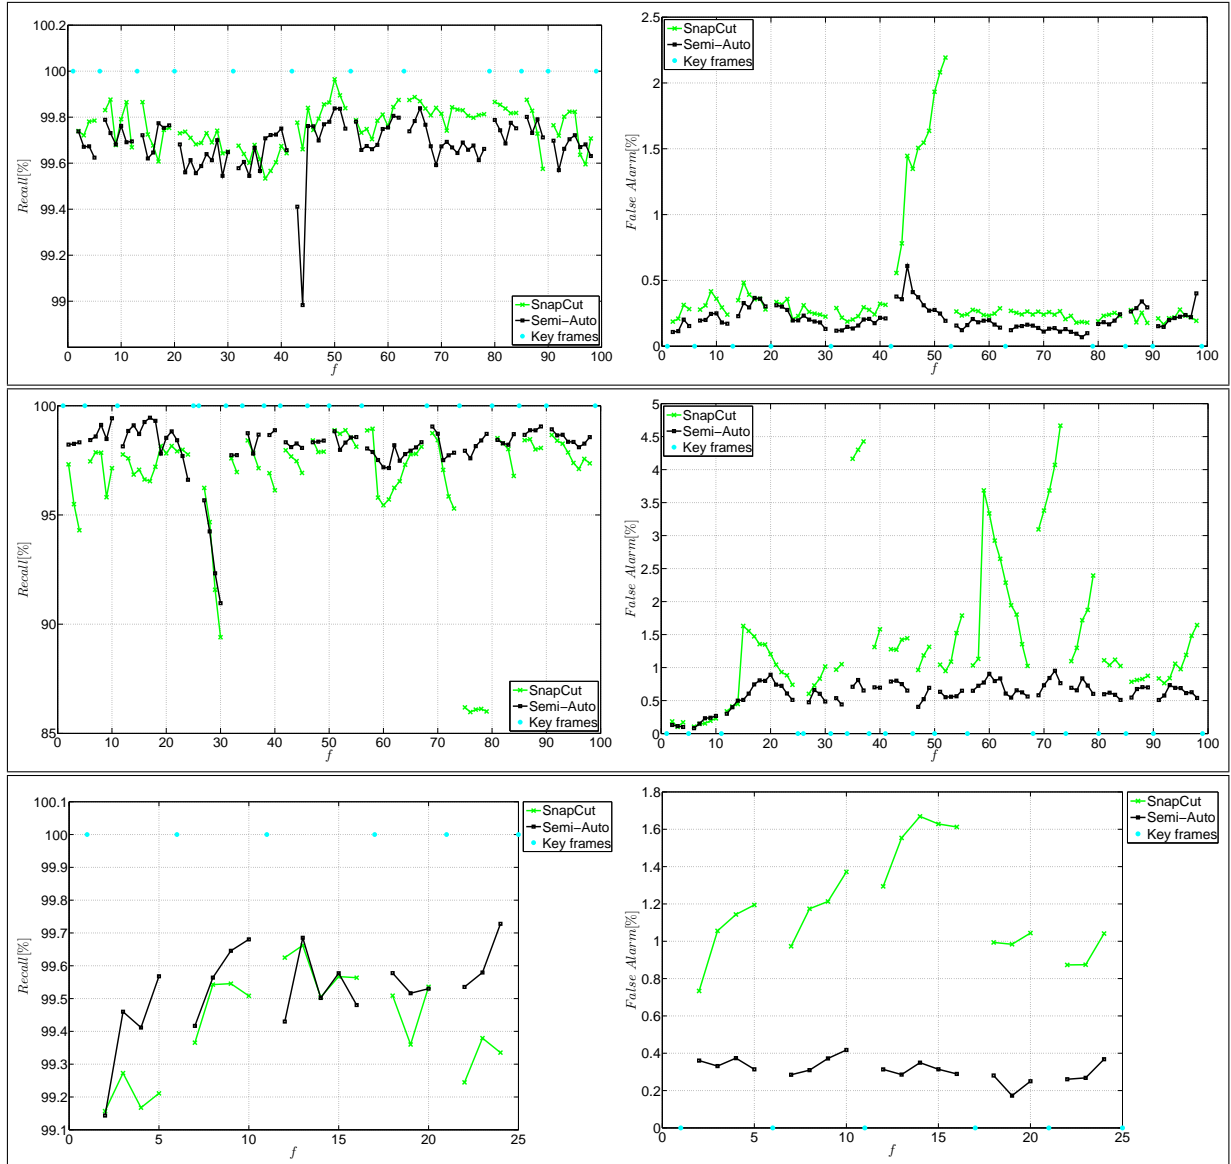 100.2
100
99.8
99.6
99.4
99.2
99
Recall[%]
0 10 20 30 40 50 60 70 80 90 100
f
SnapCut
Semi−Auto
Key frames
2.5
2
1.5
1
0.5
0
False Alarm[%]
0 10 20 30 40 50 60 70 80 90 100
f
SnapCut
Semi−Auto
Key frames
100
95
90
85
Recall[%]
0 10 20 30 40 50 60 70 80 90 100
f
SnapCut
Semi−Auto
Key frames
5
4.5
4
3.5
3
2.5
2
1.5
1
0.5
0
False Alarm[%]
0 10 20 30 40 50 60 70 80 90 100
f
SnapCut
Semi−Auto
Key frames
100.1
100
99.9
99.8
99.7
99.6
99.5
99.4
99.3
99.2
99.1
Recall[%]
0 5 10 15 20 25
f
SnapCut
Semi−Auto
Key frames
1.8
1.6
1.4
1.2
1
0.8
0.6
0.4
0.2
0
False Alarm[%]
0 5 10 15 20 25
f
SnapCut
Semi−Auto
Key frames